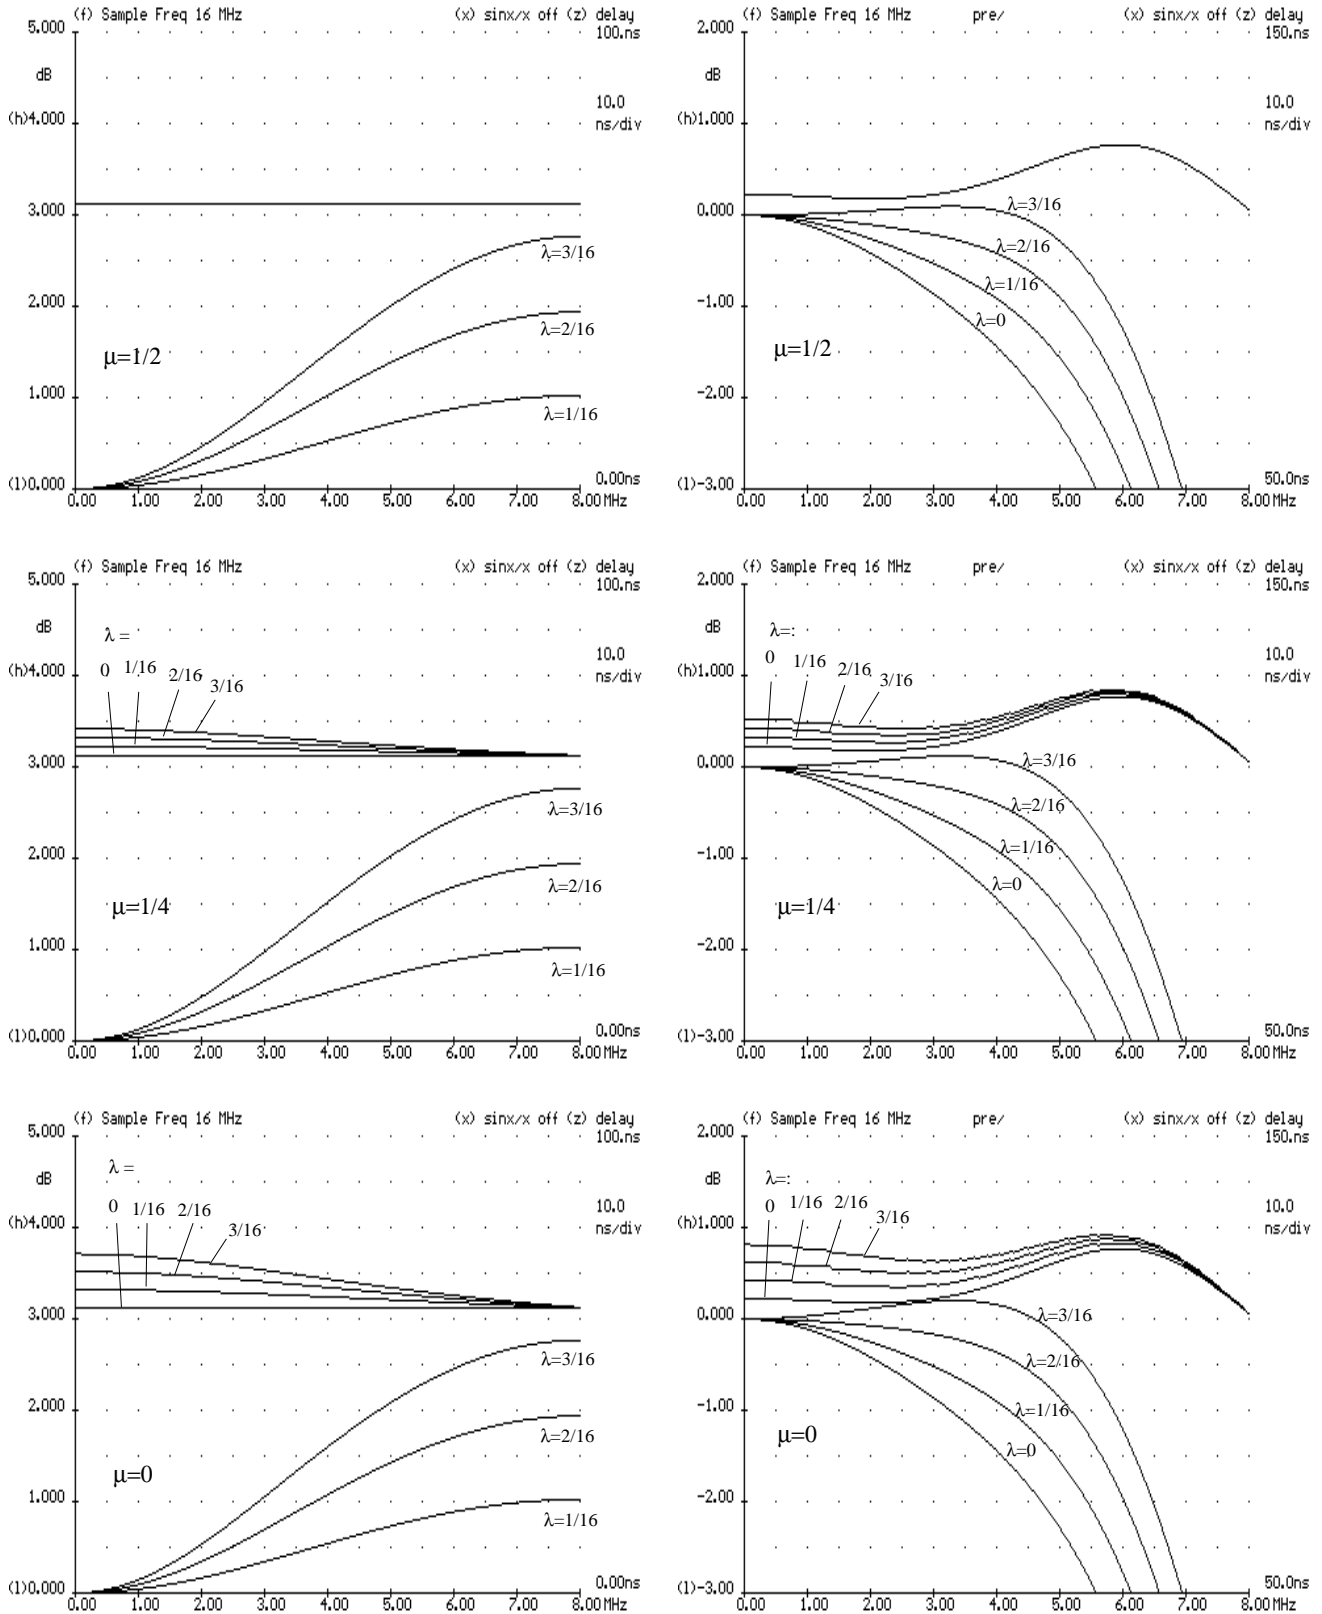 (f) Sample Freq 16 MHz (x) sinx/x off (z) delay
5.000 100.ns
dB
10.0
(h)4.000 ns/div
3.000
λ=3/16
2.000
λ=2/16
μ=1/2
1.000
λ=1/16
(l)0.000 0.00ns
0.00 1.00 2.00 3.00 4.00 5.00 6.00 7.00 8.00 MHz
(f) Sample Freq 16 MHz pre/ (x) sinx/x off (z) delay
2.000 150.ns
dB
10.0
(h)1.000 ns/div
0.000
λ=3/16
λ=2/16
λ=1/16
-1.00
λ=0
μ=1/2
-2.00
(l)-3.00 50.0ns
0.00 1.00 2.00 3.00 4.00 5.00 6.00 7.00 8.00 MHz
(f) Sample Freq 16 MHz (x) sinx/x off (z) delay
5.000 100.ns
dB
λ =
10.0
(h)4.000 ns/div
0 1/16 2/16 3/16
3.000
λ=3/16
2.000
λ=2/16
μ=1/4
1.000
λ=1/16
(l)0.000 0.00ns
0.00 1.00 2.00 3.00 4.00 5.00 6.00 7.00 8.00 MHz
(f) Sample Freq 16 MHz pre/ (x) sinx/x off (z) delay
2.000 150.ns
dB
λ=:
10.0
0 1/16 2/16 3/16
(h)1.000 ns/div
0.000
λ=3/16
λ=2/16
λ=1/16
-1.00
λ=0
μ=1/4
-2.00
(l)-3.00 50.0ns
0.00 1.00 2.00 3.00 4.00 5.00 6.00 7.00 8.00 MHz
(f) Sample Freq 16 MHz (x) sinx/x off (z) delay
5.000 100.ns
λ =
dB
0 1/16 2/16 3/16
10.0
(h)4.000 ns/div
3.000
λ=3/16
2.000
λ=2/16
μ=0
1.000
λ=1/16
(l)0.000 0.00ns
0.00 1.00 2.00 3.00 4.00 5.00 6.00 7.00 8.00 MHz
(f) Sample Freq 16 MHz pre/ (x) sinx/x off (z) delay
2.000 150.ns
dB
λ=:
0 1/16 2/16 3/16
10.0
(h)1.000 ns/div
0.000
λ=3/16
λ=2/16
-1.00
λ=1/16
μ=0
λ=0
-2.00
(l)-3.00 50.0ns
0.00 1.00 2.00 3.00 4.00 5.00 6.00 7.00 8.00 MHz